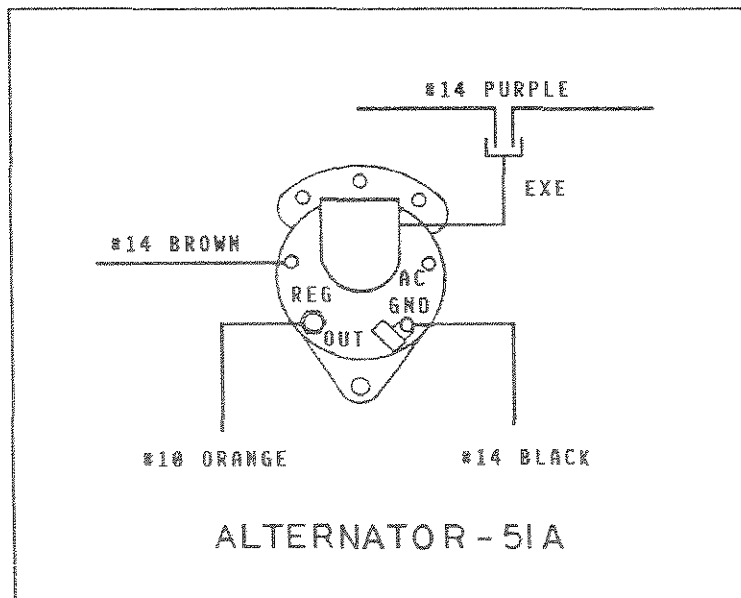 #14 PURPLE
EXE
#14 BROWN
AC
REG
GND
OUT
#10 ORANGE
#14 BLACK
ALTERNATOR-51A